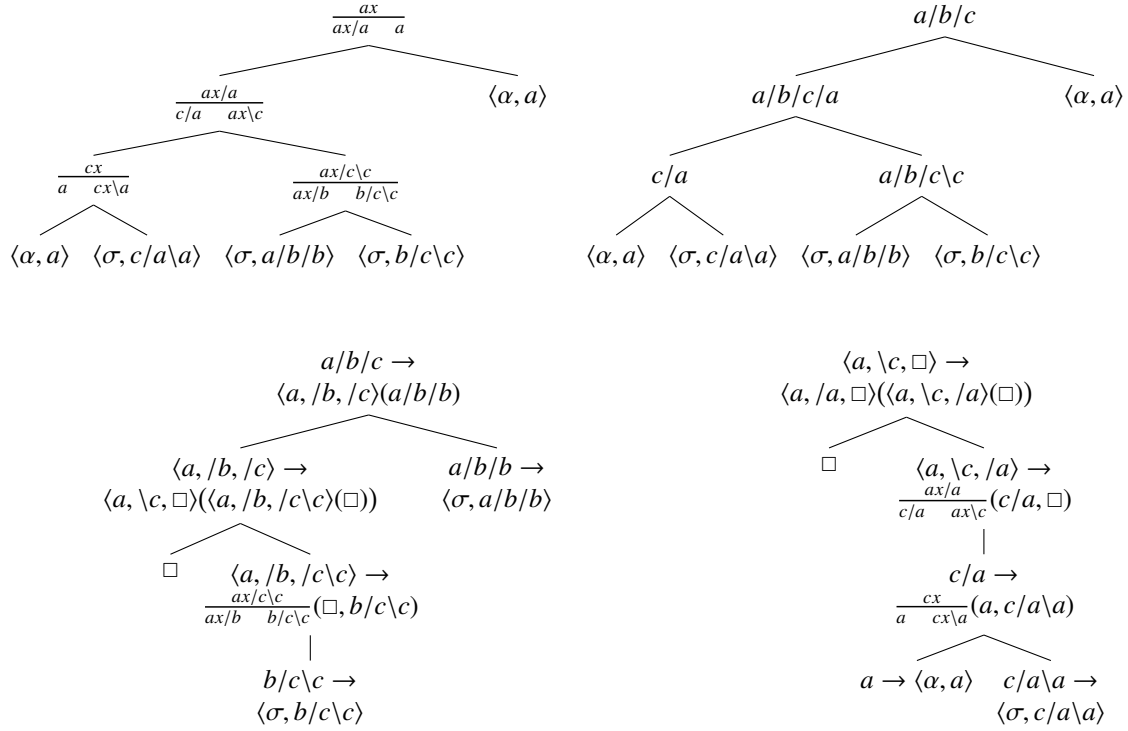 ax
ax/a a
a/b/c
ax/a
c/a ax\c
⟨α, a⟩
a/b/c/a
⟨α, a⟩
cx
a cx\a
ax/c\c
ax/b b/c\c
c/a
a/b/c\c
⟨α, a⟩ ⟨σ, c/a\a⟩ ⟨σ, a/b/b⟩ ⟨σ, b/c\c⟩
⟨α, a⟩ ⟨σ, c/a\a⟩ ⟨σ, a/b/b⟩ ⟨σ, b/c\c⟩
a/b/c →
⟨a, /b, /c⟩(a/b/b)
⟨a, /b, /c⟩ →
⟨a, \c, □⟩(⟨a, /b, /c\c⟩(□))
a/b/b →
⟨σ, a/b/b⟩
□
⟨a, /b, /c\c⟩ →
ax/c\c
ax/b b/c\c (□, b/c\c)
b/c\c →
⟨σ, b/c\c⟩
⟨a, \c, □⟩ →
⟨a, /a, □⟩(⟨a, \c, /a⟩(□))
□
⟨a, \c, /a⟩ →
ax/a
c/a ax\c (c/a, □)
c/a →
cx
a cx\a (a, c/a\a)
a → ⟨α, a⟩
c/a\a →
⟨σ, c/a\a⟩